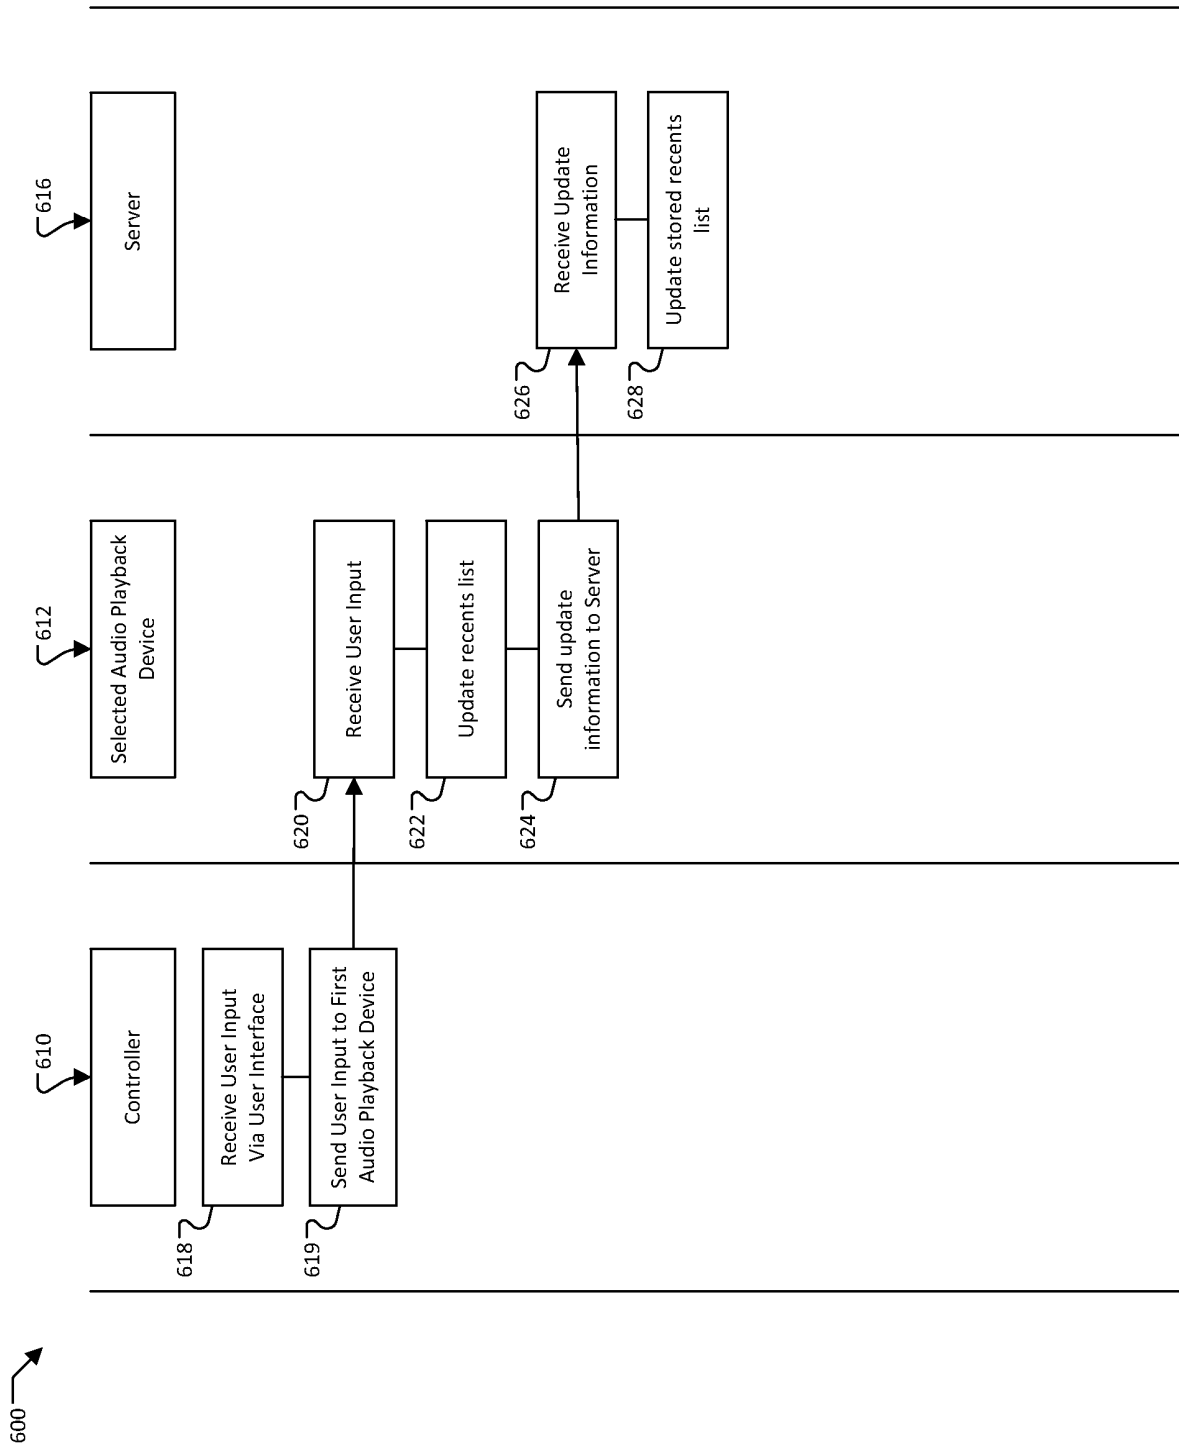 600
610
Controller
618
Receive User Input
Via User Interface
619
Send User Input to First
Audio Playback Device
612
Selected Audio Playback
Device
620
Receive User Input
622
Update recents list
624
Send update
information to Server
616
Server
626
Receive Update
Information
628
Update stored recents
list